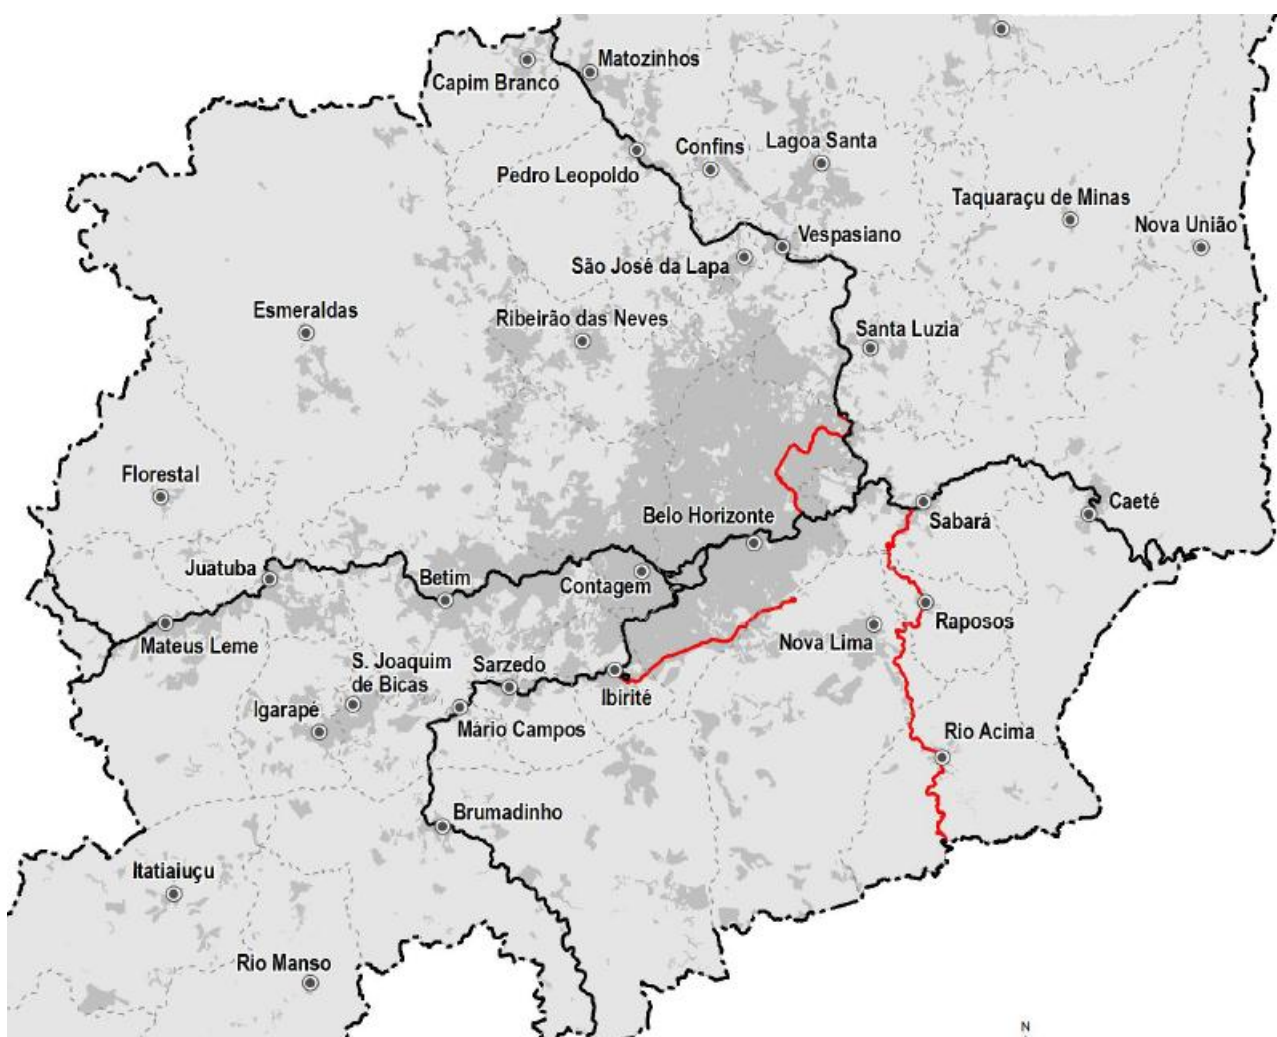 Matozinhos
Capim Branco
Confins
Lagoa Santa
Pedro Leopoldo
Taquaraçu de Minas
Nova União
Vespasiano
São José da Lapa
Esmeraldas
Ribeirão das Neves
Santa Luzia
Florestal
Belo Horizonte
Sabará
Caeté
Juatuba
Betim
Contagem
Mateus Leme
Nova Lima
Raposos
S. Joaquim
de Bicas
Sarzedo
Ibirité
Igarapé
Mário Campos
Rio Acima
Brumadinho
Itatiaiuçu
Rio Manso
N